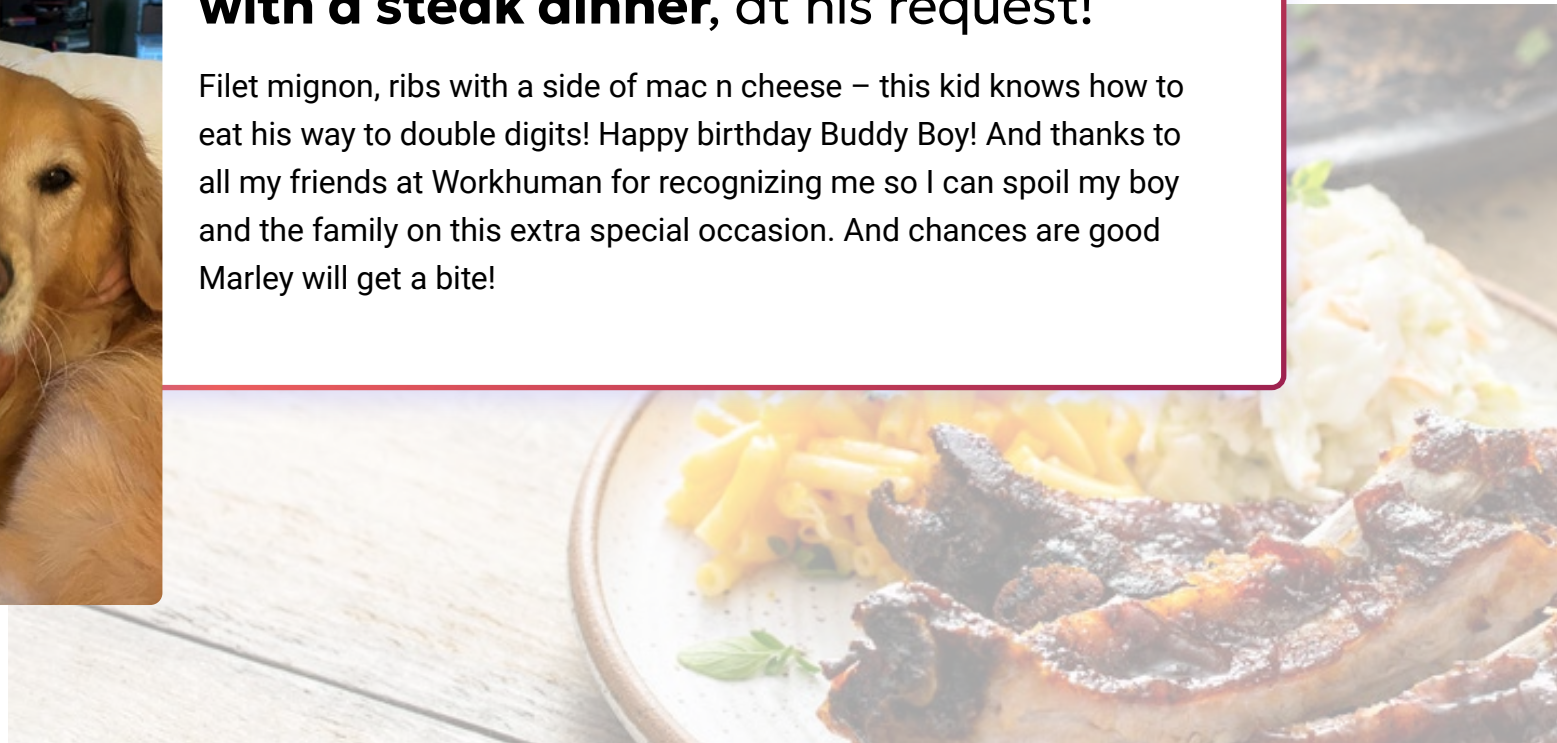 with a steak dinner, at his request!
Filet mignon, ribs with a side of mac n cheese – this kid knows how to
eat his way to double digits! Happy birthday Buddy Boy! And thanks to
all my friends at Workhuman for recognizing me so I can spoil my boy
and the family on this extra special occasion. And chances are good
Marley will get a bite!